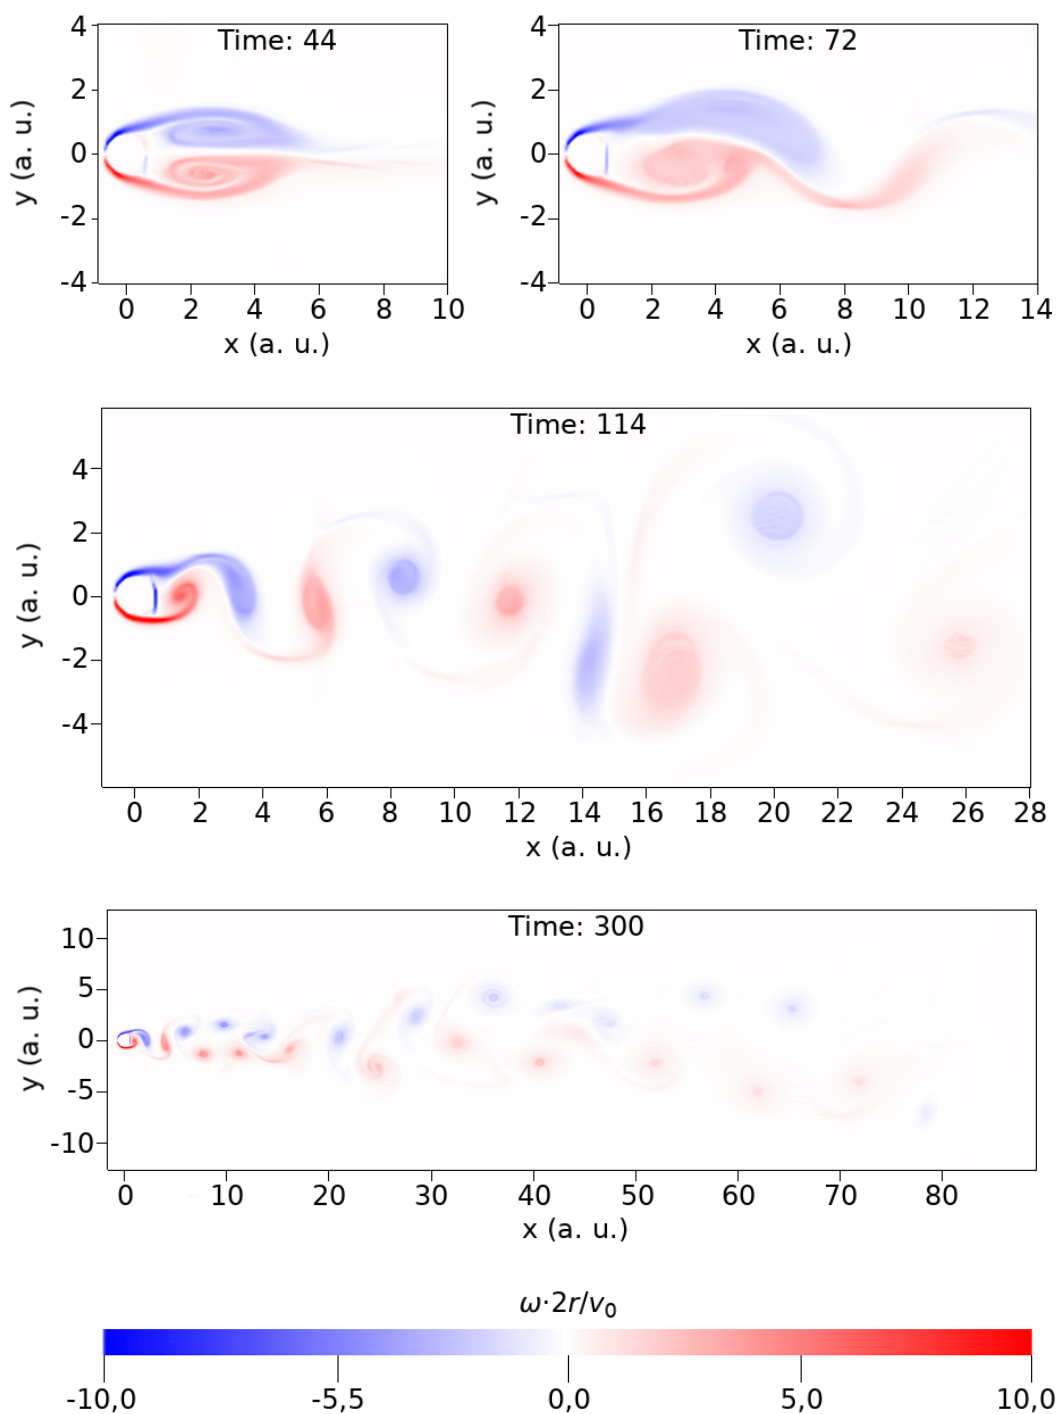 Time: 44
4
2
0
-2
-4
y (a. u.)
0 2 4 6 8 10
x (a. u.)
Time: 72
4
2
0
-2
-4
y (a. u.)
0 2 4 6 8 10 12 14
x (a. u.)
Time: 114
4
2
0
-2
-4
y (a. u.)
0 2 4 6 8 10 12 14 16 18 20 22 24 26 28
x (a. u.)
Time: 300
10
5
0
-5
-10
y (a. u.)
0 10 20 30 40 50 60 70 80
x (a. u.)
ω·2r/v₀
-10,0 -5,5 0,0 5,0 10,0